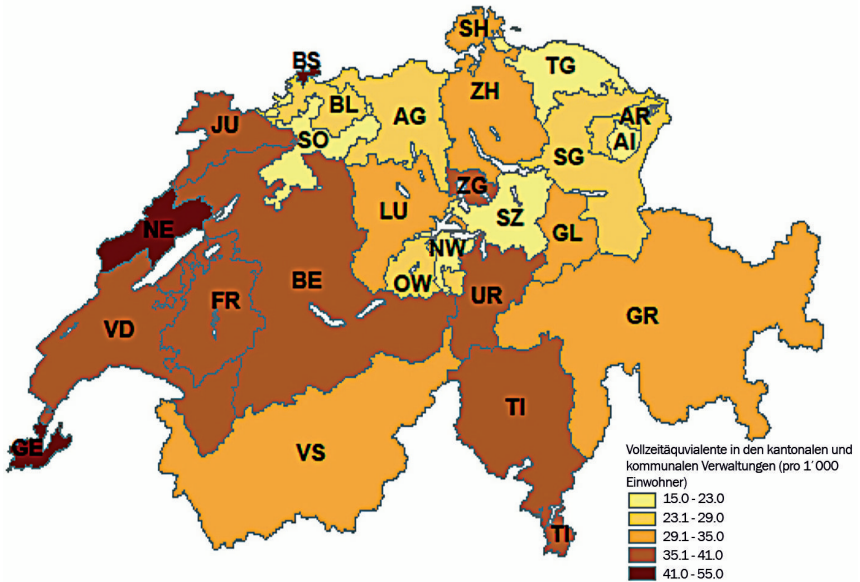 SH
BS
TG
BL
ZH
AG
AR
JU
SO
AI
SG
ZG
LU
SZ
NE
GL
NW
BE
OW
FR
UR
VD
GR
TI
GE
VS
TI
Vollzeitäquvialente in den kantonalen und
kommunalen Verwaltungen (pro 1´000
Einwohner)
15.0 - 23.0
23.1 - 29.0
29.1 - 35.0
35.1 - 41.0
41.0 - 55.0